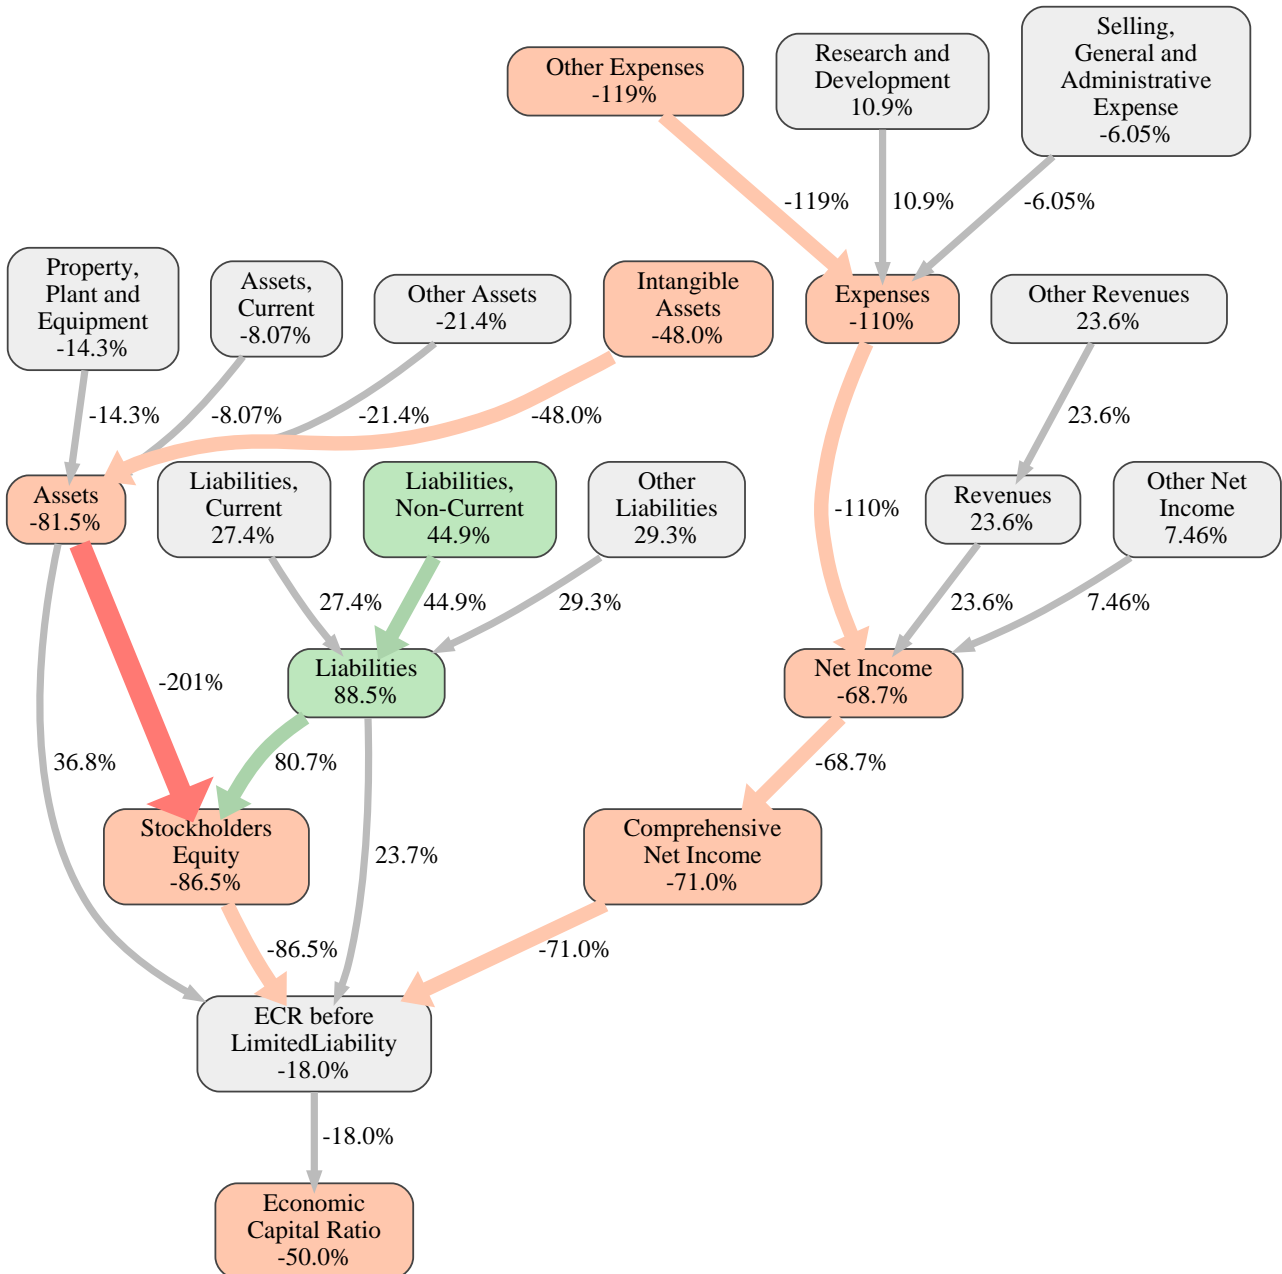 Other Expenses
-119%
Research and
Development
10.9%
Selling,
General and
Administrative
Expense
-6.05%
-119%
10.9%
-6.05%
Property,
Plant and
Equipment
-14.3%
Assets,
Current
-8.07%
Other Assets
-21.4%
Intangible
Assets
-48.0%
Expenses
-110%
Other Revenues
23.6%
-14.3%
-8.07%
-21.4%
-48.0%
23.6%
Assets
-81.5%
Liabilities,
Current
27.4%
Liabilities,
Non-Current
44.9%
Other
Liabilities
29.3%
-110%
Revenues
23.6%
Other Net
Income
7.46%
27.4%
44.9%
29.3%
23.6%
7.46%
-201%
Liabilities
88.5%
Net Income
-68.7%
36.8%
80.7%
-68.7%
Stockholders
Equity
-86.5%
23.7%
Comprehensive
Net Income
-71.0%
-86.5%
-71.0%
ECR before
LimitedLiability
-18.0%
-18.0%
Economic
Capital Ratio
-50.0%